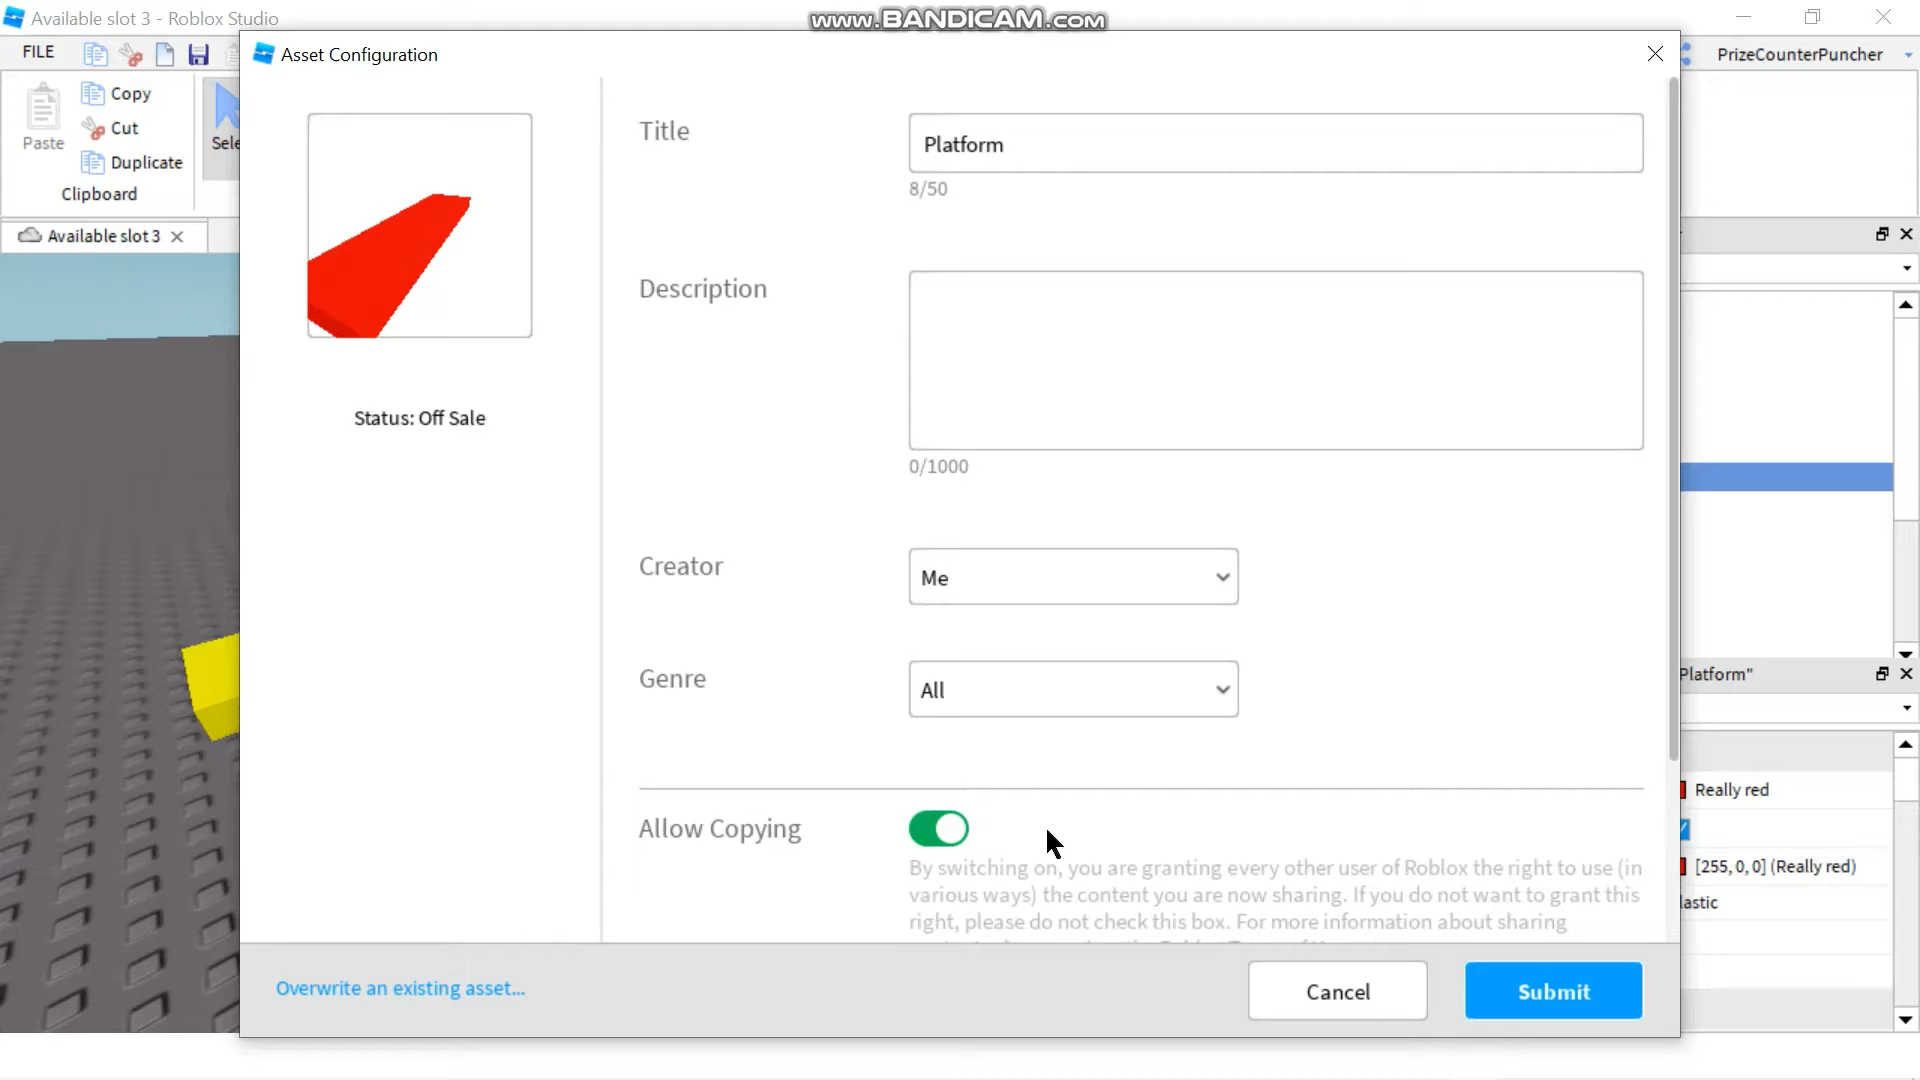 Available slot 3 - Roblox Studio
www.BANDICAM.com
FILE
Asset Configuration
PrizeCounterPuncher
Copy
Cut
Paste
Duplicate
Clipboard
Sele
Available slot 3
Title
Platform
8/50
Description
0/1000
Status: Off Sale
Creator
Me
Genre
All
Allow Copying
By switching on, you are granting every other user of Roblox the right to use (in
various ways) the content you are now sharing. If you do not want to grant this
right, please do not check this box. For more information about sharing
Overwrite an existing asset...
Cancel
Submit
Platform"
Really red
[255, 0, 0] (Really red)
lastic